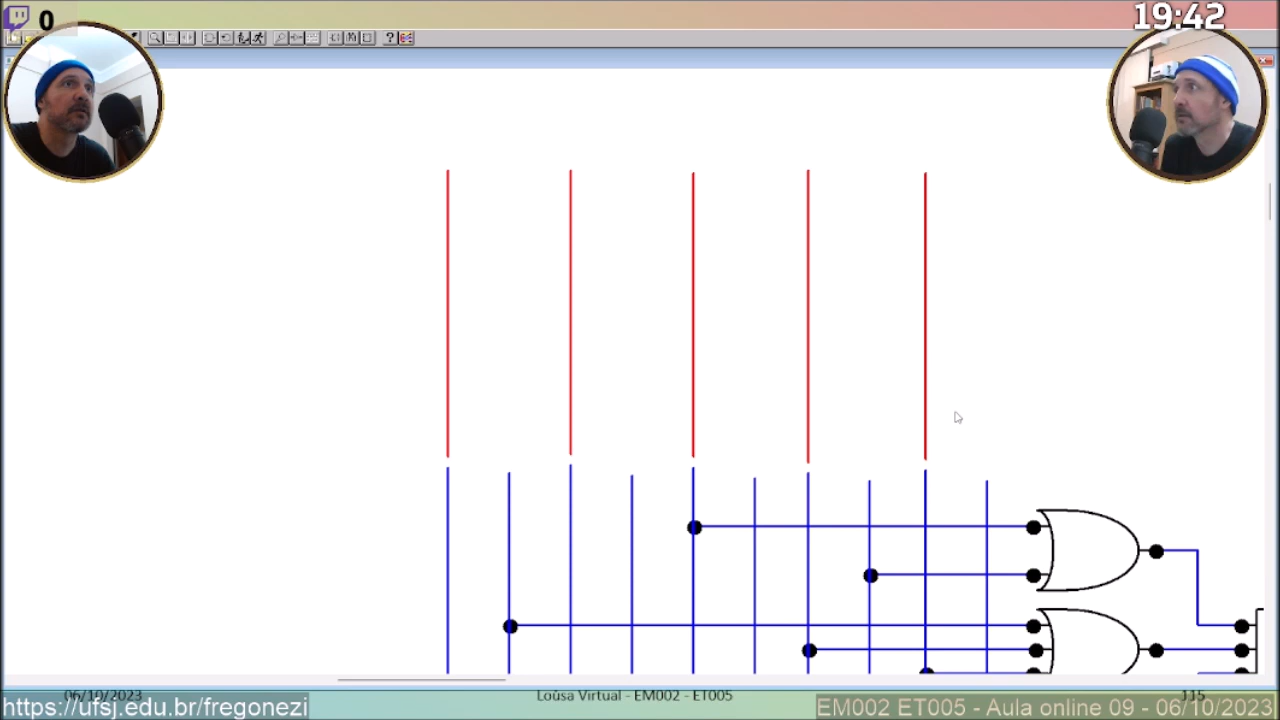 0
19:42
?
06/10/2023
Lousa Virtual - EM002 - ET005
115
https://ufsj.edu.br/fregonezi
EM002 ET005 - Aula online 09 - 06/10/2023